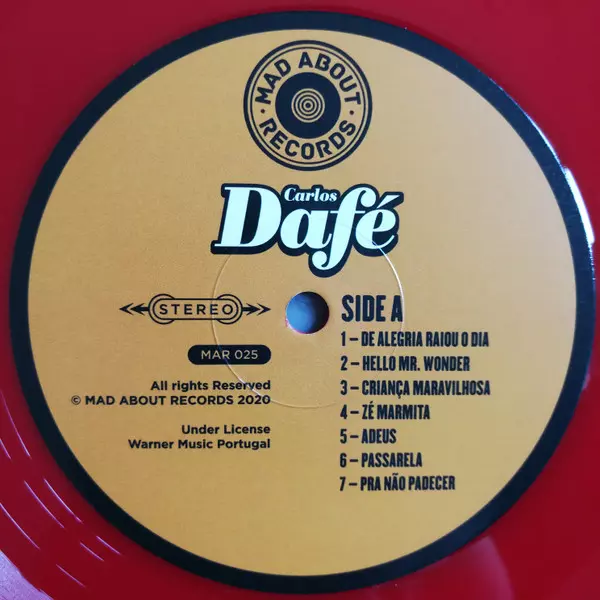 MAD ABOUT
RECORDS
Carlos
Dafé
STEREO
MAR 025
All rights Reserved
© MAD ABOUT RECORDS 2020
Under License
Warner Music Portugal
SIDE A
1 – DE ALEGRIA RAIOU O DIA
2 – HELLO MR. WONDER
3 – CRIANÇA MARAVILHOSA
4 – ZÉ MARMITA
5 – ADEUS
6 – PASSARELA
7 – PRA NÃO PADECER